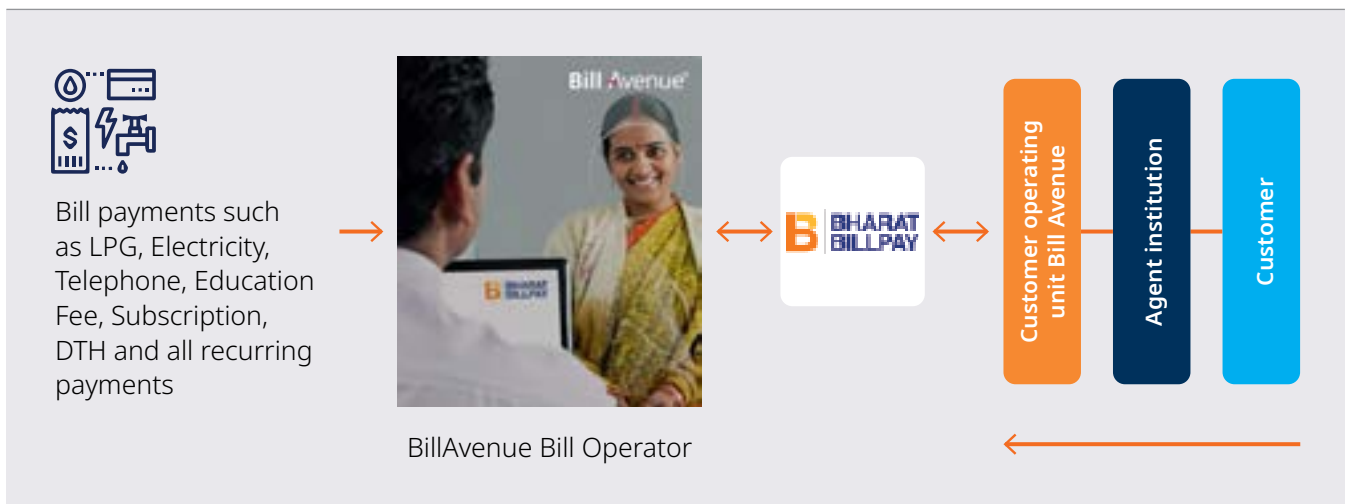 Bill payments such
as LPG, Electricity,
Telephone, Education
Fee, Subscription,
DTH and all recurring
payments
Bill Avenue
BHARAT
BILLPAY
BillAvenue Bill Operator
BHARAT
BILLPAY
Customer operating
unit Bill Avenue
Agent institution
Customer